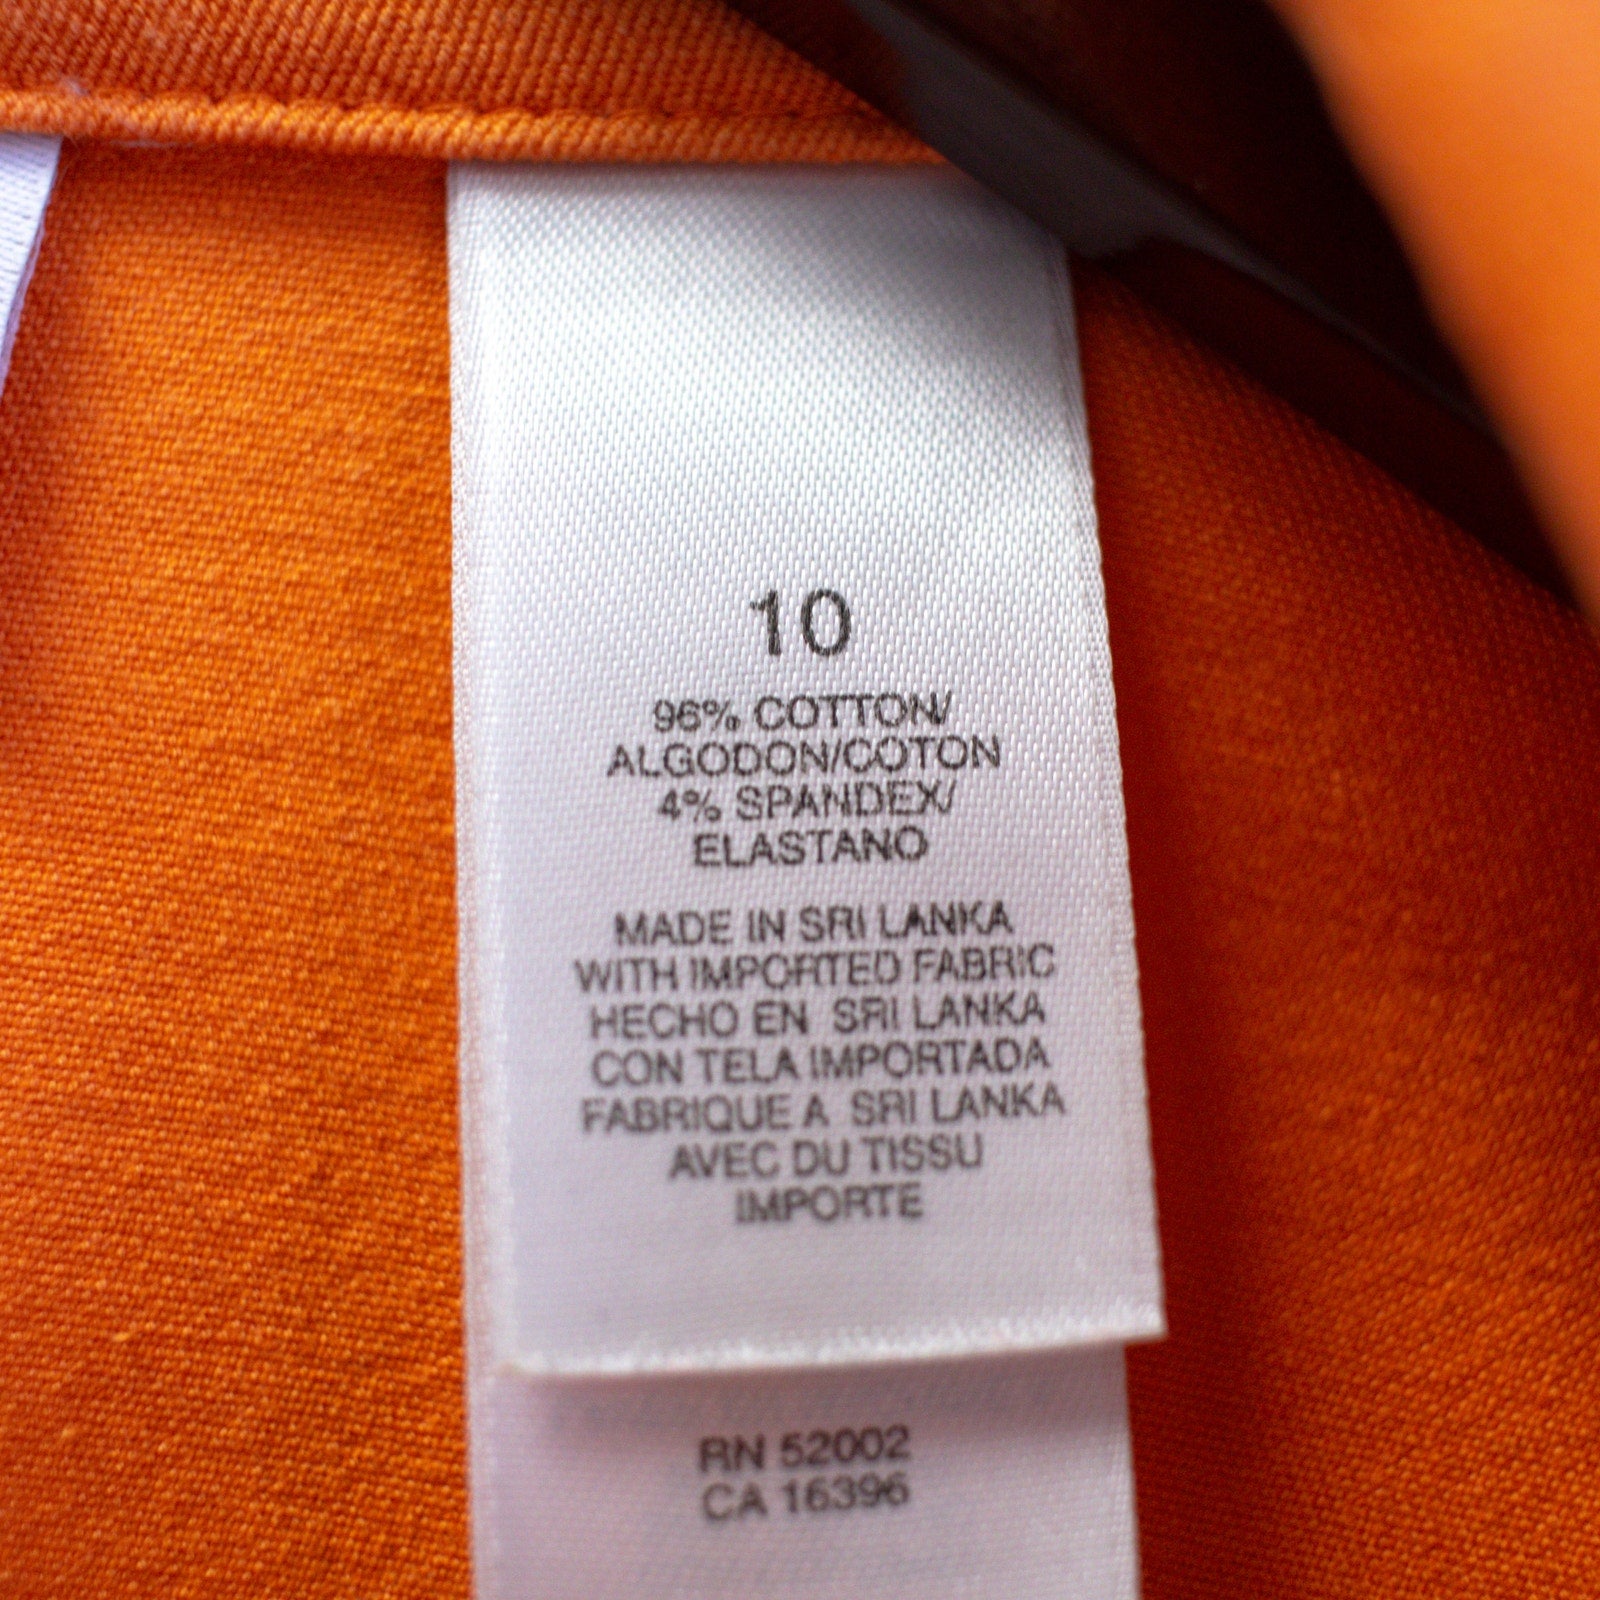 10
96% COTTON/
ALGODON/COTON
4% SPANDEX/
ELASTANO
MADE IN SRI LANKA
WITH IMPORTED FABRIC
HECHO EN SRI LANKA
CON TELA IMPORTADA
FABRIQUE A SRI LANKA
AVEC DU TISSU
IMPORTE
RN 52002
CA 16396